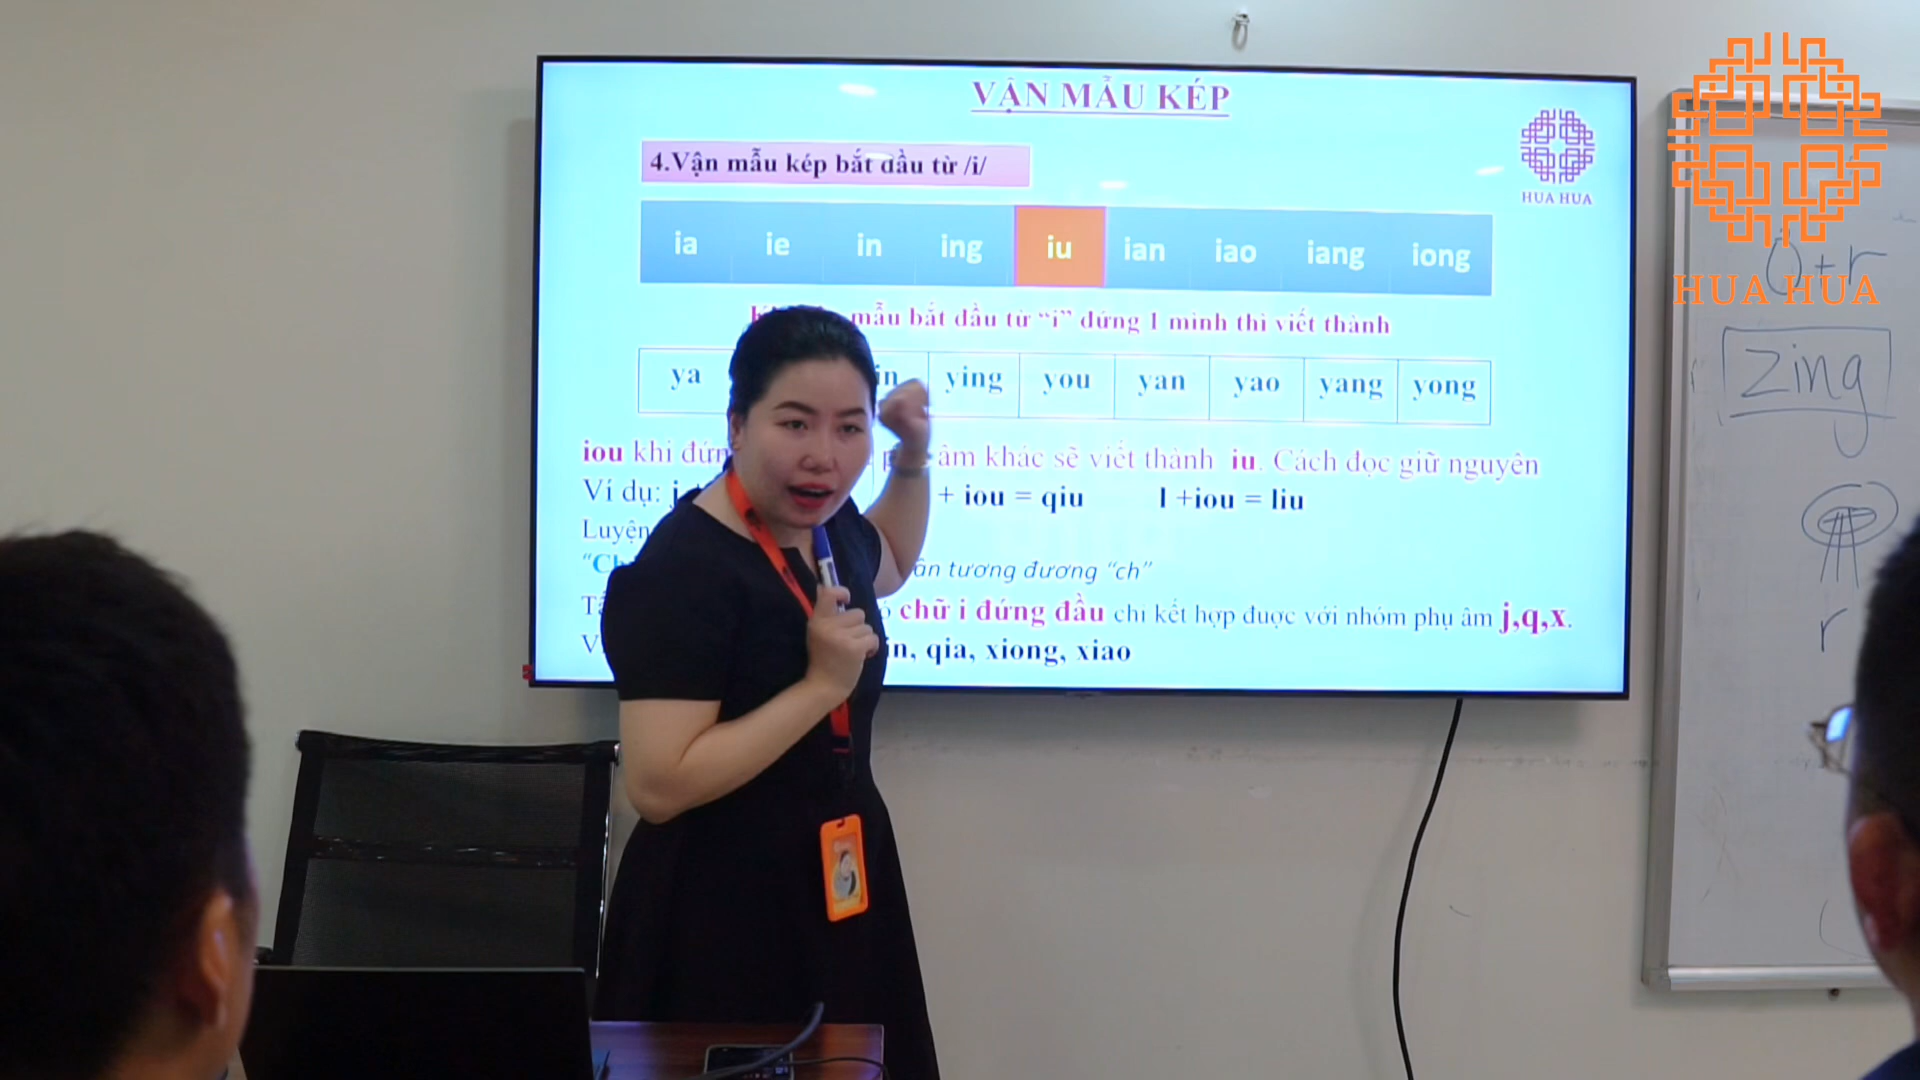 VẬN MẪU KÉP
4.Vận mẫu kép bắt đầu từ /i/
HUA HUA
ia ie in ing iu ian iao iang iong
mẫu bắt đầu từ “i” đứng 1 mình thì viết thành
ya in ying you yan yao yang yong
iou khi đứn âm khác sẽ viết thành iu. Cách đọc giữ nguyên
Ví dụ: j + iou = qiu l +iou = liu
Luyện
“Ch ần tương đương “ch”
chữ i đứng đầu chỉ kết hợp được với nhóm phụ âm j,q,x.
in, qia, xiong, xiao
HUA HUA
+r
zing
r